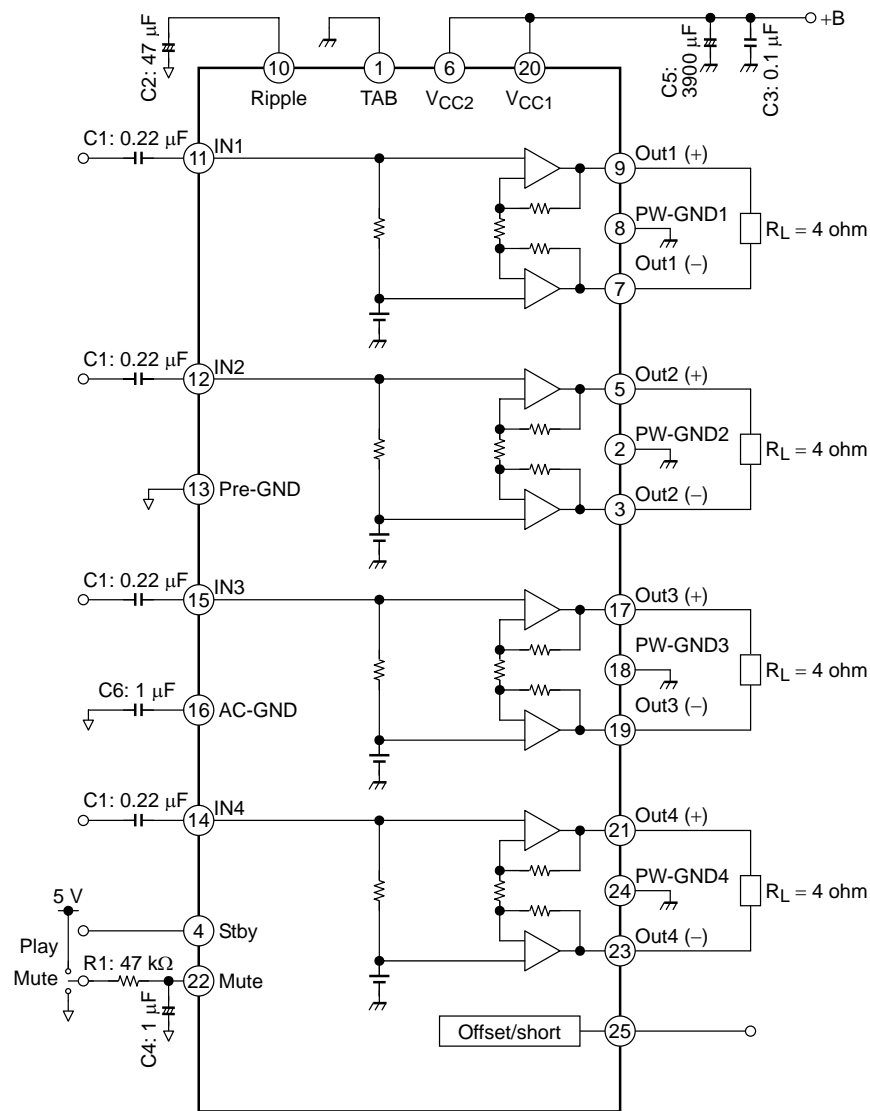 C2: 47 μF
+B
C5: 3900 μF
C3: 0.1 μF
10
1
6
20
Ripple
TAB
VCC2
VCC1
C1: 0.22 μF
11
IN1
9
Out1 (+)
8
PW-GND1
RL = 4 ohm
Out1 (−)
7
C1: 0.22 μF
12
IN2
5
Out2 (+)
2
PW-GND2
RL = 4 ohm
13
Pre-GND
3
Out2 (−)
C1: 0.22 μF
15
IN3
17
Out3 (+)
PW-GND3
18
RL = 4 ohm
C6: 1 μF
16
AC-GND
Out3 (−)
19
C1: 0.22 μF
14
IN4
21
Out4 (+)
PW-GND4
24
RL = 4 ohm
5 V
4
Stby
Play
23
Out4 (−)
Mute
R1: 47 kΩ
22
Mute
C4: 1 μF
Offset/short
25